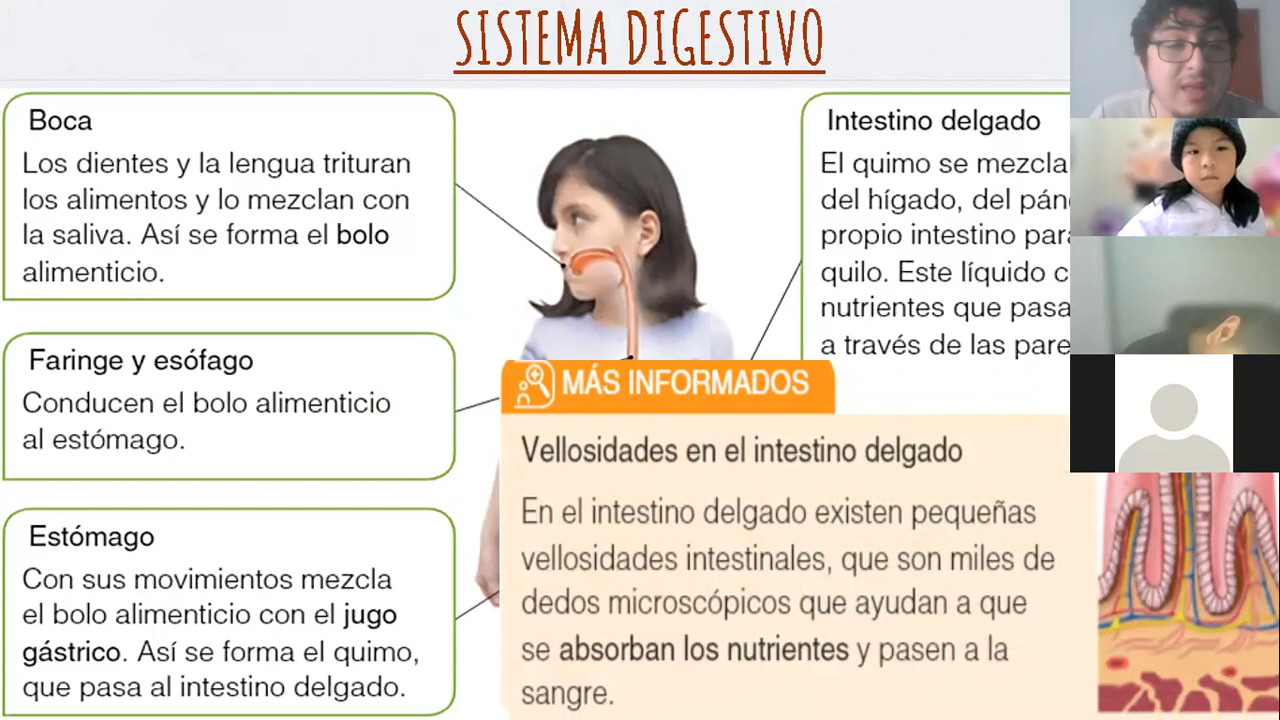 SISTEMA DIGESTIVO
Boca
Los dientes y la lengua trituran
los alimentos y lo mezclan con
la saliva. Así se forma el bolo
alimenticio.
Faringe y esófago
Conducen el bolo alimenticio
al estómago.
Estómago
Con sus movimientos mezcla
el bolo alimenticio con el jugo
gástrico. Así se forma el quimo,
que pasa al intestino delgado.
Intestino delgado
El quimo se mezcla
del hígado, del pán
propio intestino para
quilo. Este líquido c
nutrientes que pasa
a través de las pare
MÁS INFORMADOS
Vellosidades en el intestino delgado
En el intestino delgado existen pequeñas
vellosidades intestinales, que son miles de
dedos microscópicos que ayudan a que
se absorban los nutrientes y pasen a la
sangre.